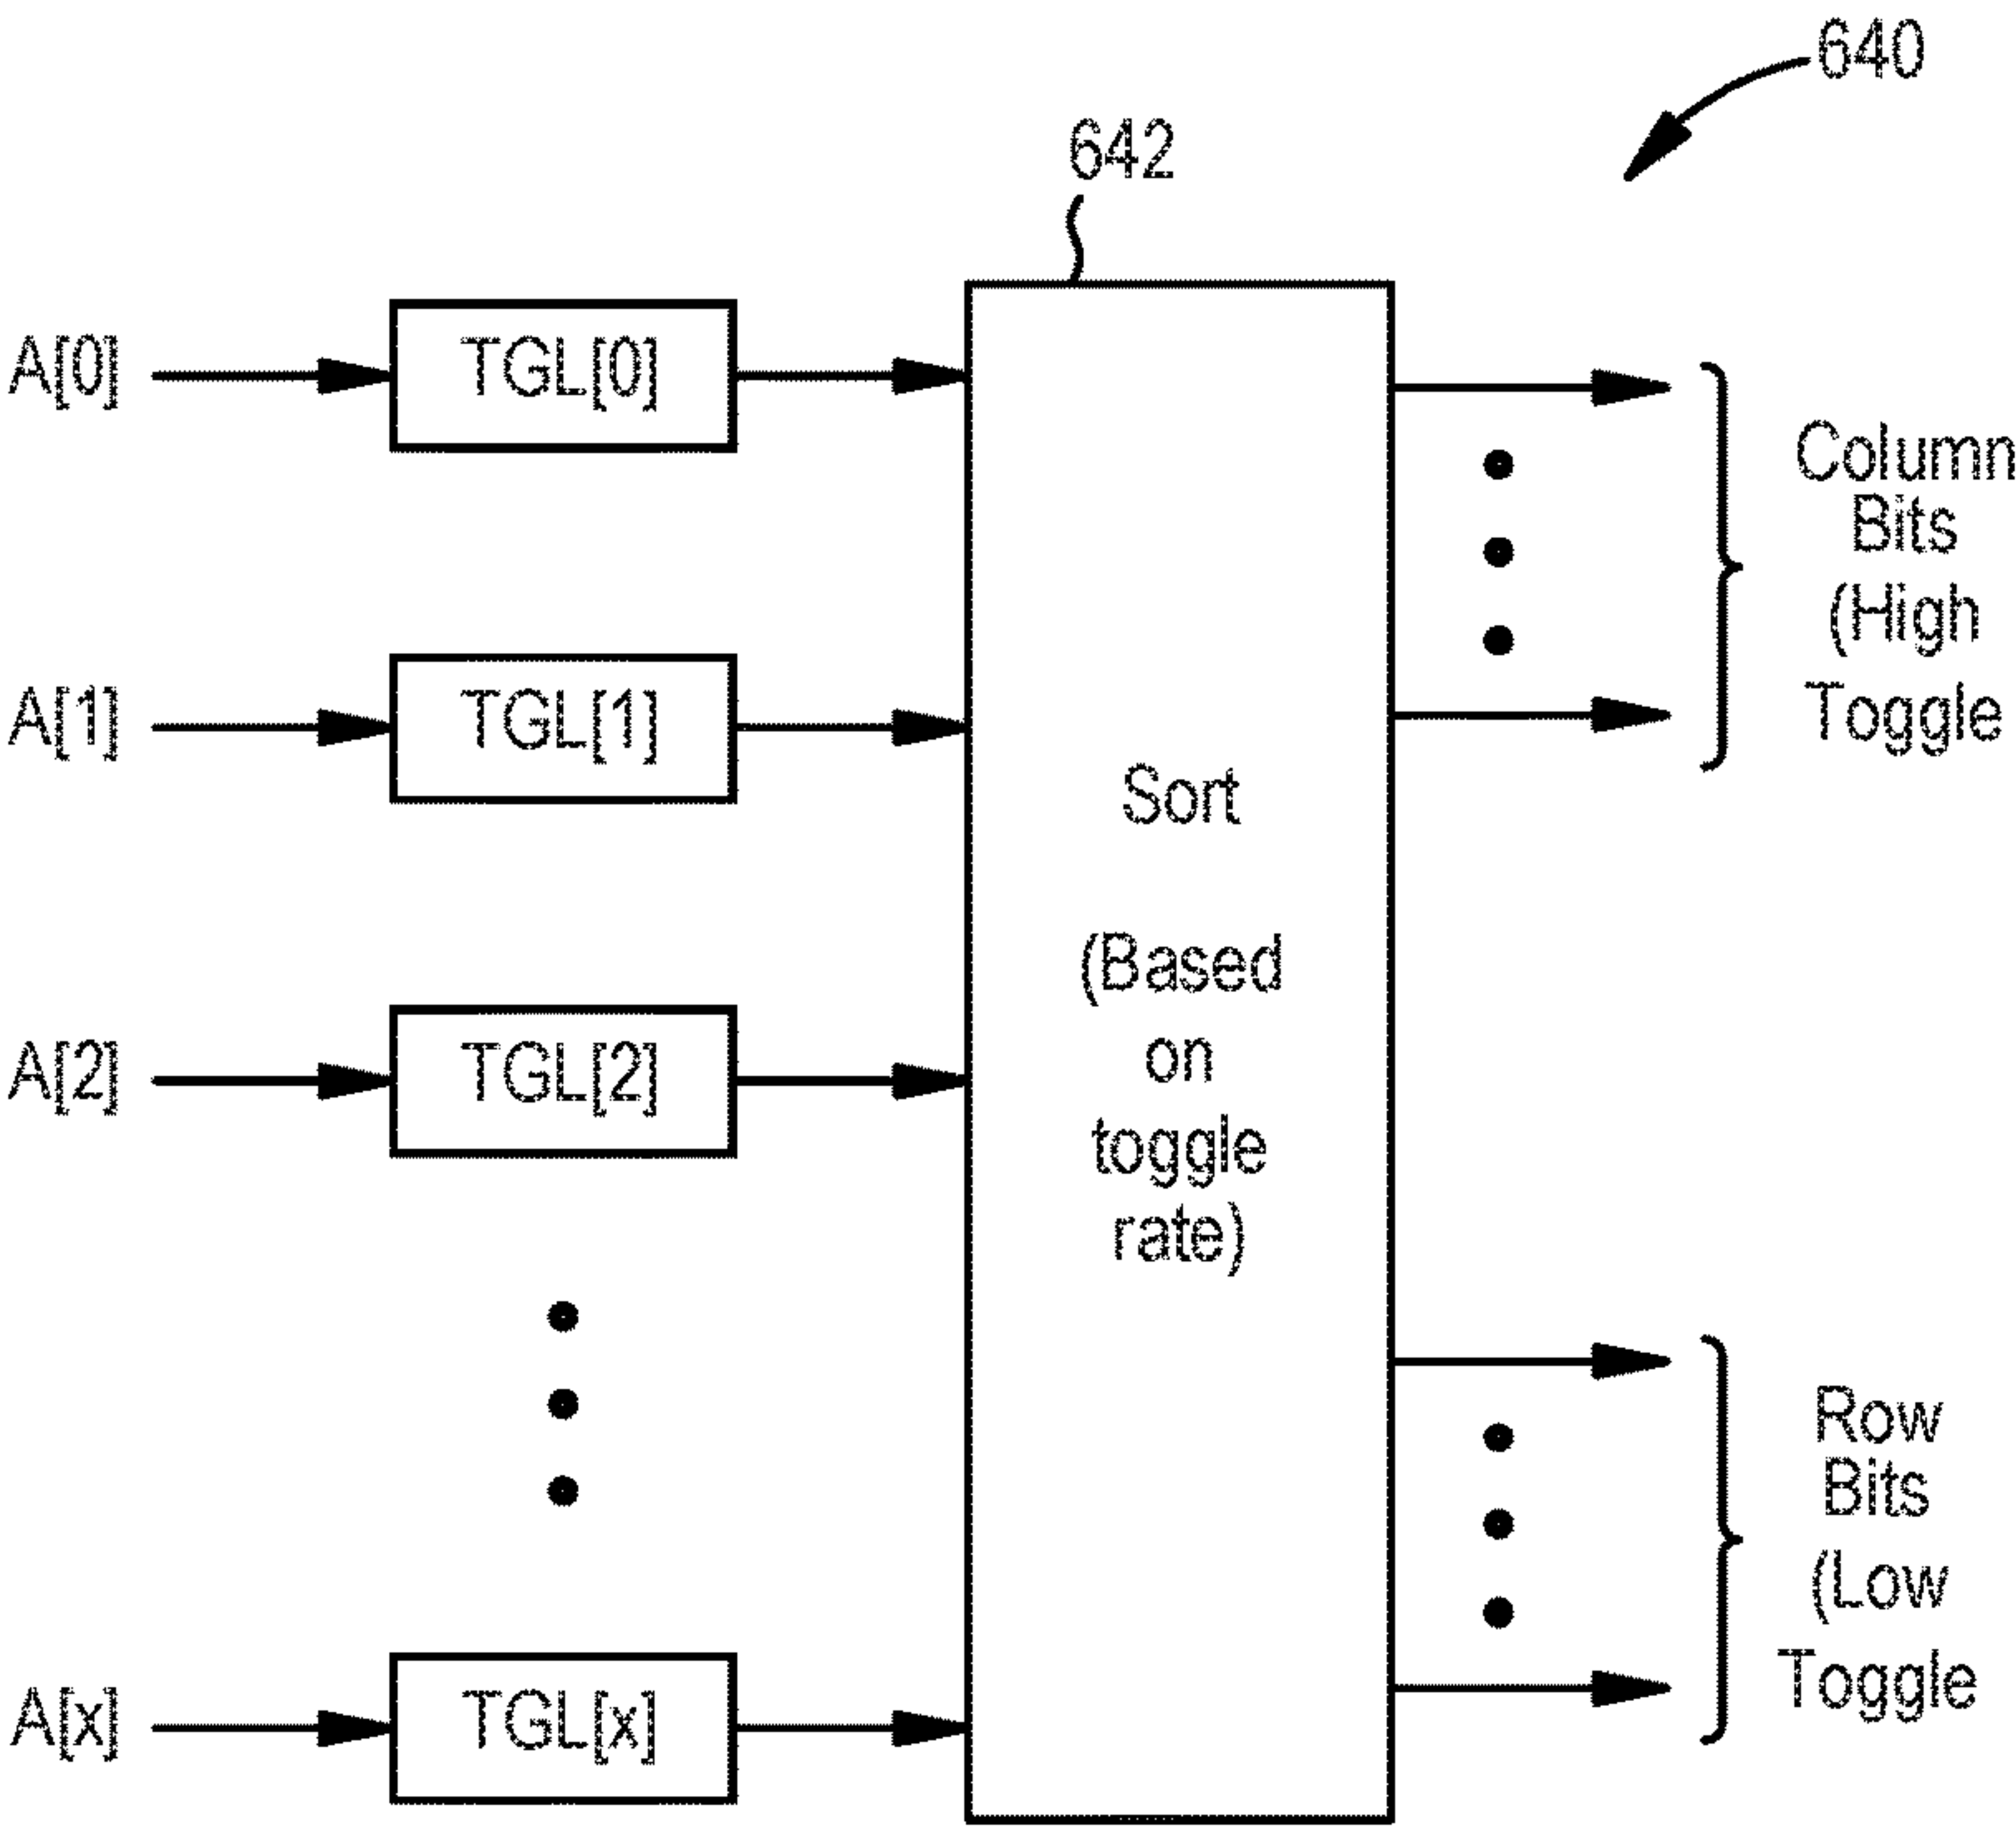 640
642
A[0]
TGL[0]
A[1]
TGL[1]
A[2]
TGL[2]
A[x]
TGL[x]
Sort
(Based
on
toggle
rate)
Column
Bits
(High
Toggle
Row
Bits
(Low
Toggle